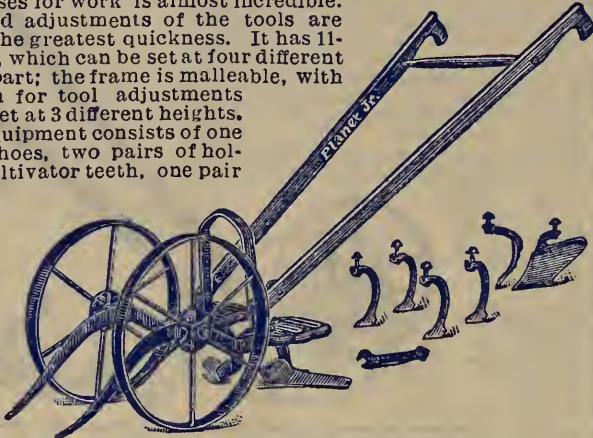 ses for work is almost incredible.
d adjustments of the tools are
he greatest quickness. It has 11-
, which can be set at four different
part; the frame is malleable, with
n for tool adjustments
et at 3 different heights.
uipment consists of one
hoes, two pairs of hol-
ltivator teeth, one pair
Planet Jr.